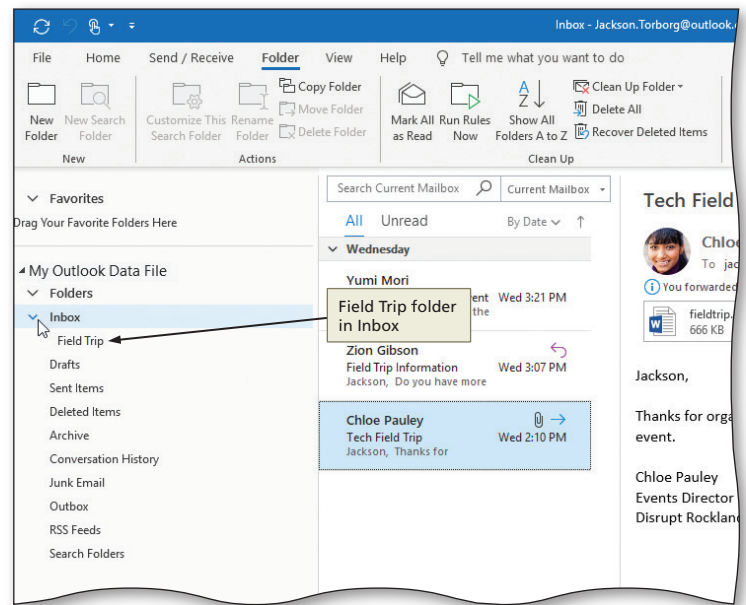 Inbox - Jackson.Torborg@outlook.
File Home Send / Receive Folder View Help Tell me what you want to do
New Folder
New Search Folder
New
Customize This Search Folder
Rename Folder
Copy Folder
Move Folder
Delete Folder
Actions
Mark All as Read
Run Rules Now
Show All Folders A to Z
Clean Up Folder
Delete All
Recover Deleted Items
Clean Up
Favorites
Drag Your Favorite Folders Here
My Outlook Data File
Folders
Inbox
Field Trip
Drafts
Sent Items
Deleted Items
Archive
Conversation History
Junk Email
Outbox
RSS Feeds
Search Folders
Search Current Mailbox Current Mailbox
All Unread By Date
Wednesday
Yumi Mori
ent Wed 3:21 PM
the
Field Trip folder
in Inbox
Zion Gibson
Field Trip Information Wed 3:07 PM
Jackson, Do you have more
Chloe Pauley
Tech Field Trip Wed 2:10 PM
Jackson, Thanks for
Tech Field
Chloe
To jac
You forwarded
fieldtrip.
666 KB
Jackson,
Thanks for orga
event.
Chloe Pauley
Events Director
Disrupt Rockland